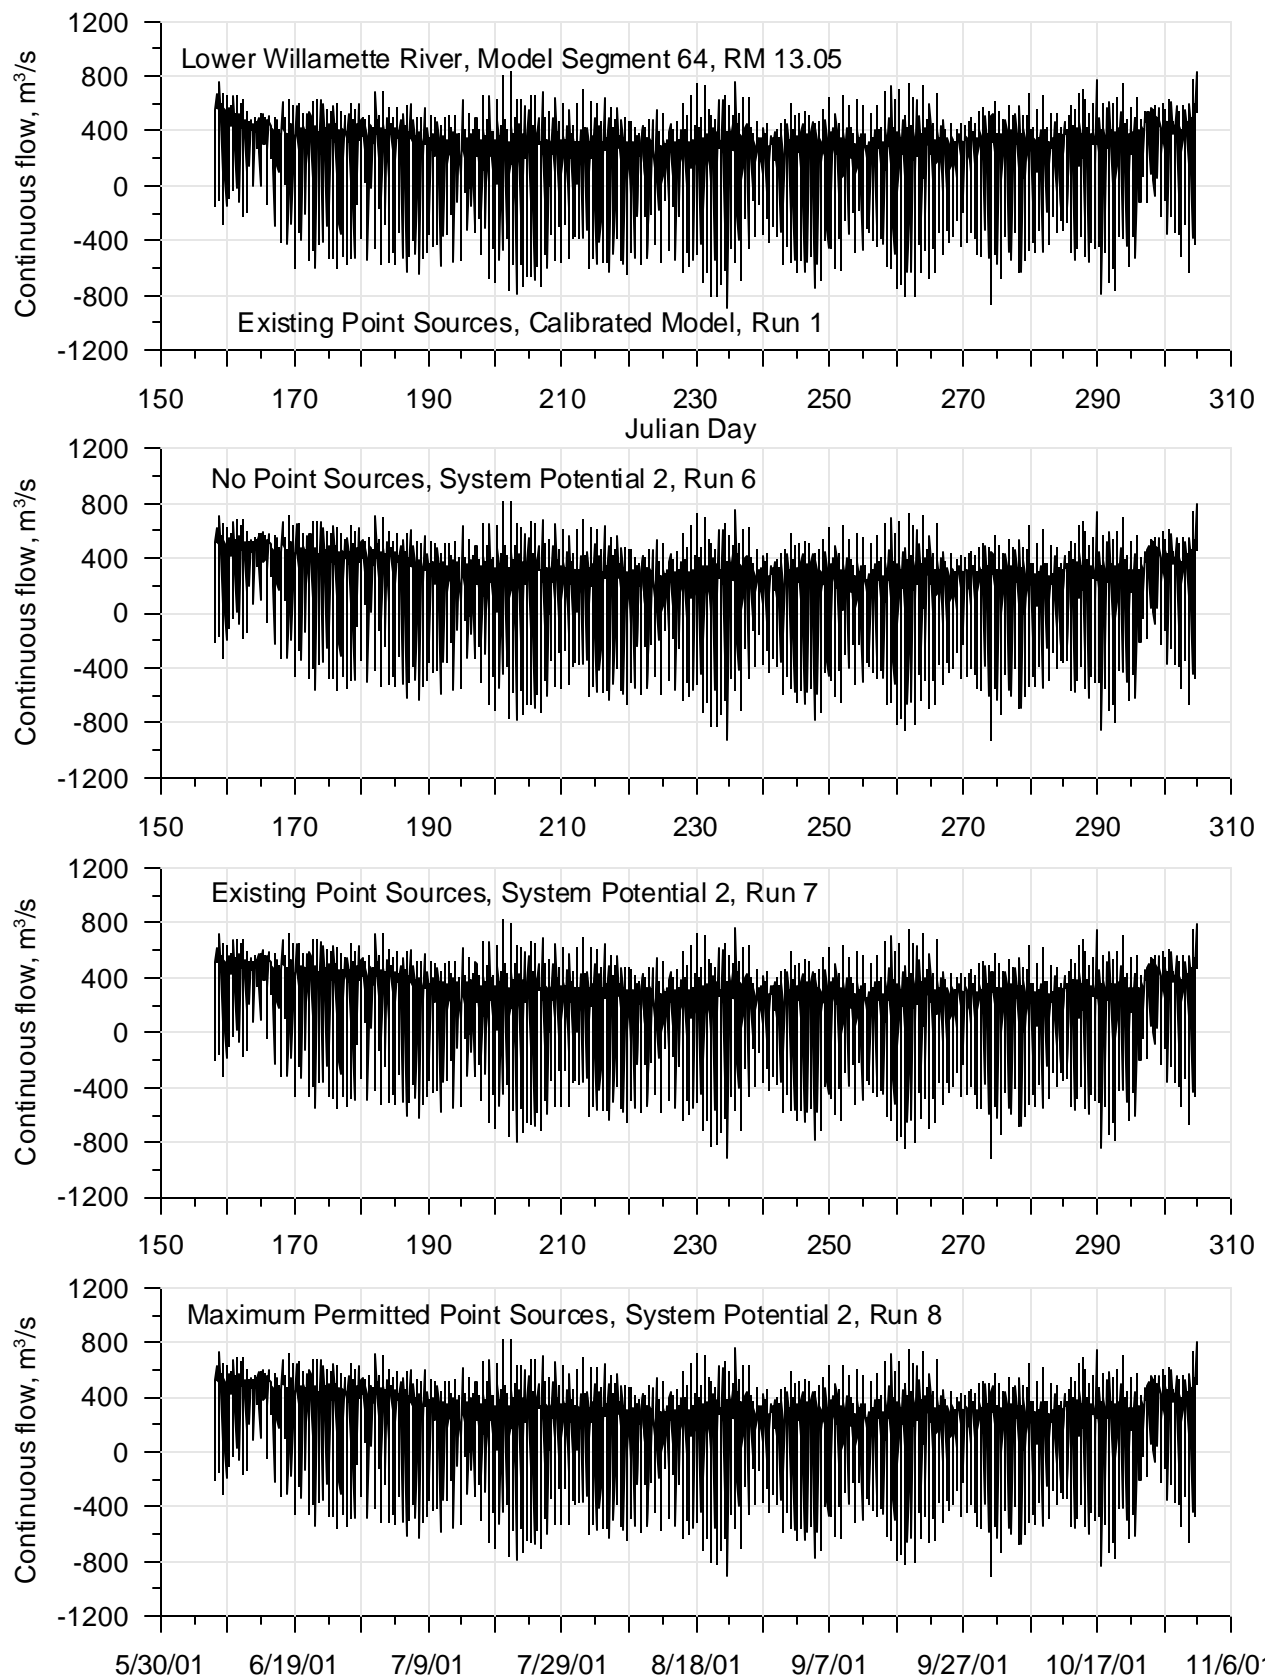 1200
Lower Willamette River, Model Segment 64, RM 13.05
800
400
0
-400
-800
Existing Point Sources, Calibrated Model, Run 1
-1200
Continuous flow, m³/s
150 170 190 210 230 250 270 290 310
Julian Day
1200
No Point Sources, System Potential 2, Run 6
800
400
0
-400
-800
-1200
Continuous flow, m³/s
150 170 190 210 230 250 270 290 310
1200
Existing Point Sources, System Potential 2, Run 7
800
400
0
-400
-800
-1200
Continuous flow, m³/s
150 170 190 210 230 250 270 290 310
1200
Maximum Permitted Point Sources, System Potential 2, Run 8
800
400
0
-400
-800
-1200
Continuous flow, m³/s
5/30/01 6/19/01 7/9/01 7/29/01 8/18/01 9/7/01 9/27/01 10/17/01 11/6/0